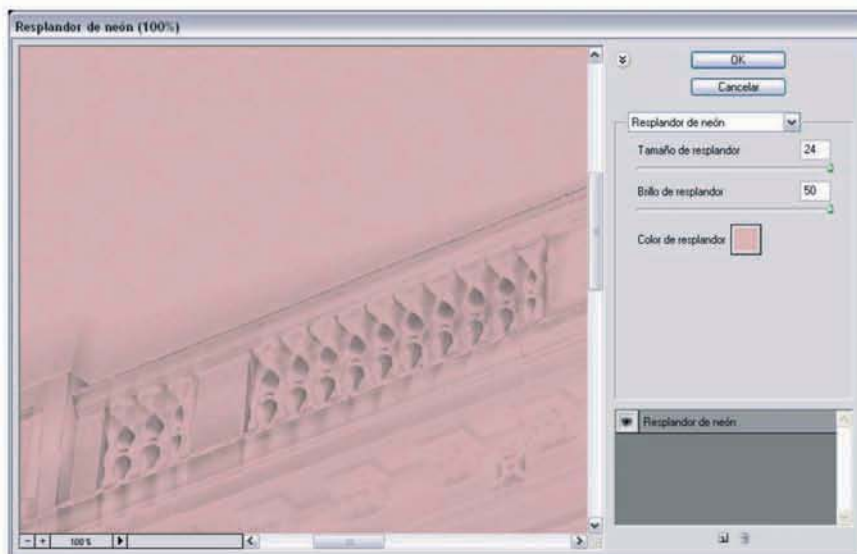 Resplandor de neón (100%)
OK
Cancelar
Resplandor de neón
Tamaño de resplandor 24
Brillo de resplandor 50
Color de resplandor
Resplandor de neón
- + 100%